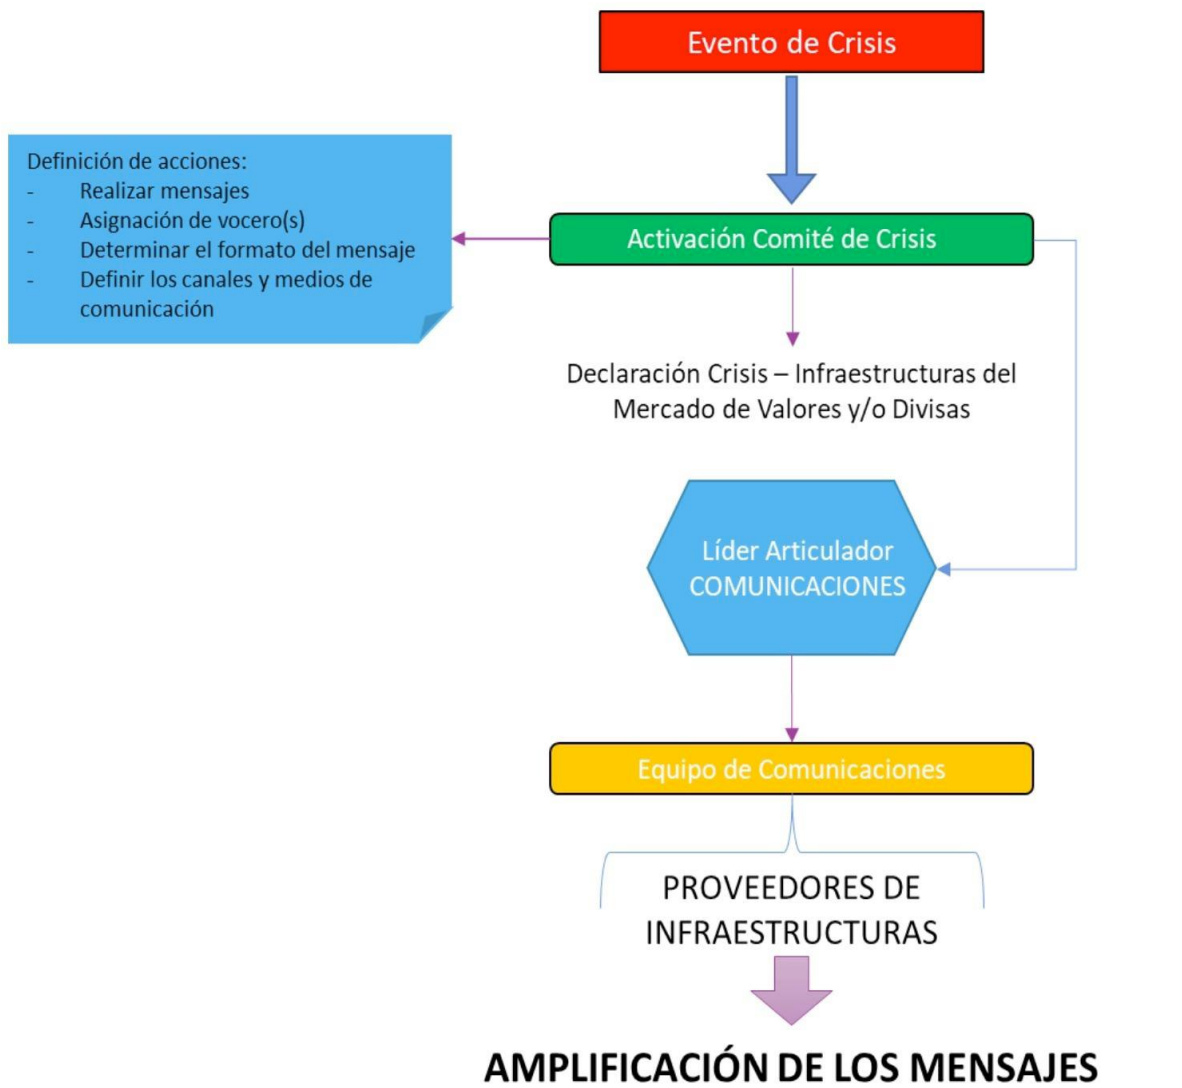 Evento de Crisis
Definición de acciones:
- Realizar mensajes
- Asignación de vocero(s)
- Determinar el formato del mensaje
- Definir los canales y medios de
comunicación
Activación Comité de Crisis
Declaración Crisis – Infraestructuras del
Mercado de Valores y/o Divisas
Líder Articulador
COMUNICACIONES
Equipo de Comunicaciones
PROVEEDORES DE
INFRAESTRUCTURAS
AMPLIFICACIÓN DE LOS MENSAJES